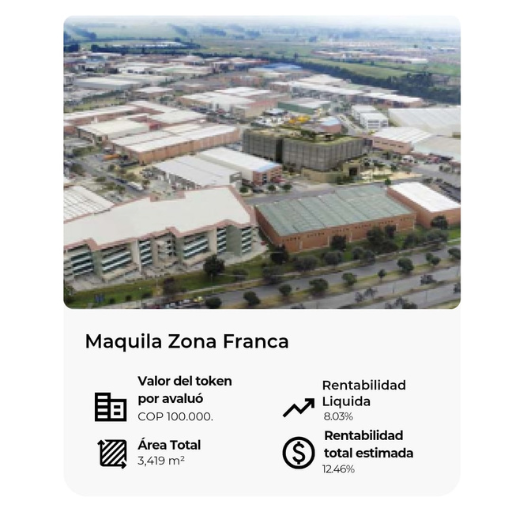 Maquila Zona Franca
Valor del token
por avaluó
COP 100.000.
Rentabilidad
Liquida
8.03%
Área Total
3,419 m²
Rentabilidad
total estimada
12.46%